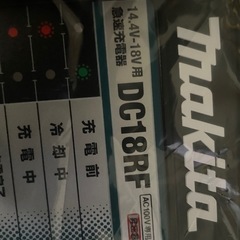 14.4V-18V用
急速充電器
DC18RF
AC100V専用
makita
充電前
冷却中
充電中